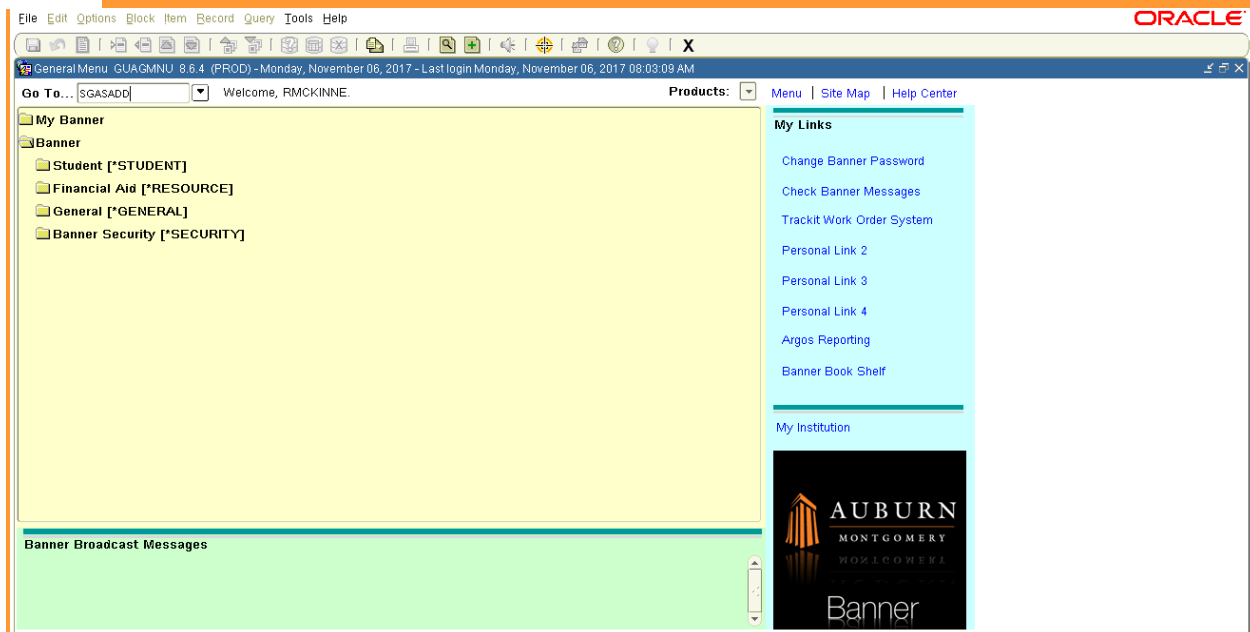 File Edit Options Block Item Record Query Tools Help
ORACLE
X
General Menu GUAGMNU 8.6.4 (PROD) - Monday, November 06, 2017 - Last login Monday, November 06, 2017 08:03:09 AM
Go To... SGASADD Welcome, RMCKINNE. Products: Menu | Site Map | Help Center
My Banner
Banner
Student [*STUDENT]
Financial Aid [*RESOURCE]
General [*GENERAL]
Banner Security [*SECURITY]
My Links
Change Banner Password
Check Banner Messages
Trackit Work Order System
Personal Link 2
Personal Link 3
Personal Link 4
Argos Reporting
Banner Book Shelf
My Institution
AUBURN
MONTGOMERY
Banner
Banner Broadcast Messages